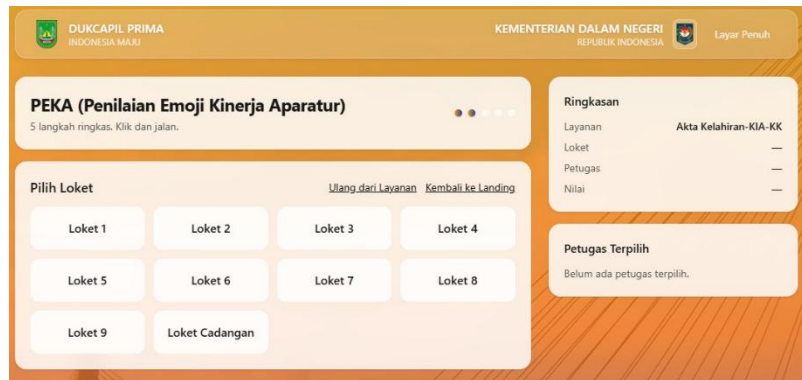 DUKCAPIL PRIMA
INDONESIA MAJU
KEMENTERIAN DALAM NEGERI
REPUBLIK INDONESIA
Layar Penuh
PEKA (Penilaian Emoji Kinerja Aparatur)
5 langkah ringkas. Klik dan jalan.
Pilih Loket
Ulang dari Layanan
Kembali ke Landing
Loket 1
Loket 2
Loket 3
Loket 4
Loket 5
Loket 6
Loket 7
Loket 8
Loket 9
Loket Cadangan
Ringkasan
Layanan Akta Kelahiran-KIA-KK
Loket —
Petugas —
Nilai —
Petugas Terpilih
Belum ada petugas terpilih.